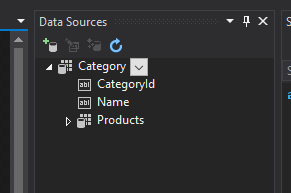 Data Sources
Category
CategoryId
Name
Products